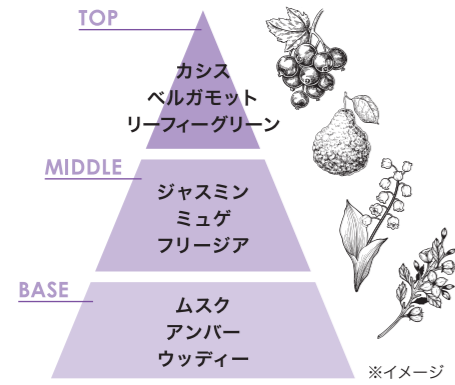 TOP
カシス
ベルガモット
リーフィーグリーン
MIDDLE
ジャスミン
ミュゲ
フリージア
BASE
ムスク
アンバー
ウッディー
※イメージ